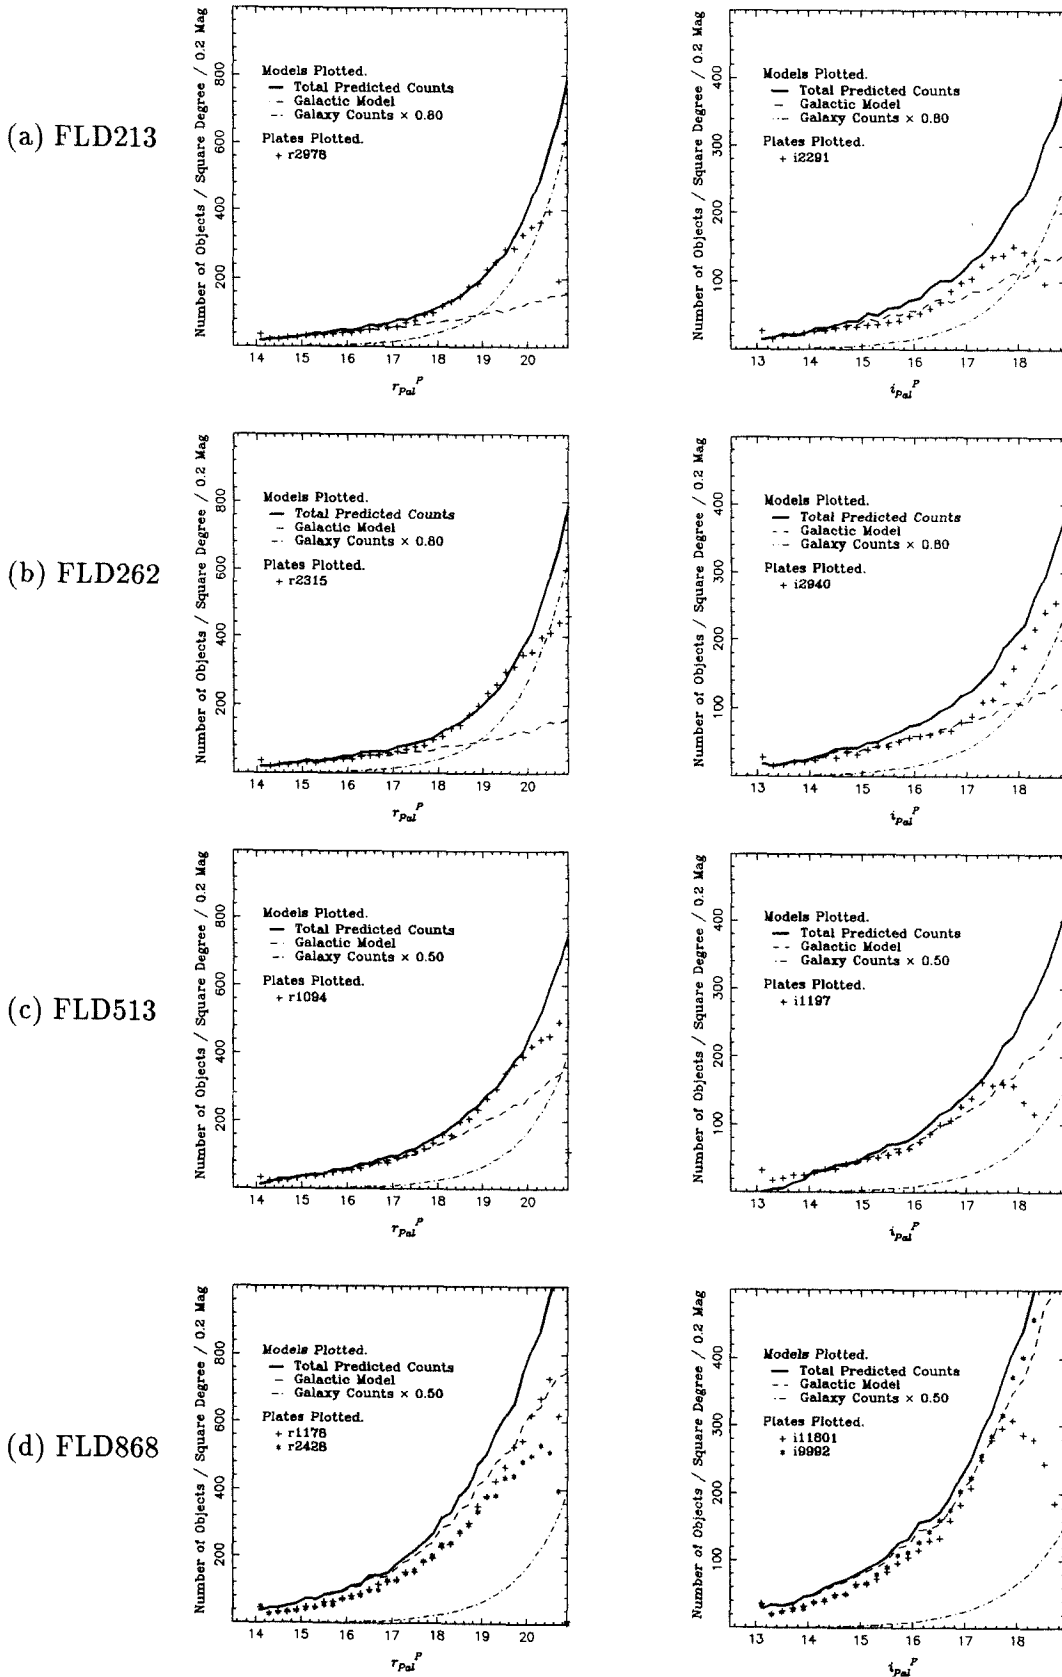 (a) FLD213
Number of Objects / Square Degree / 0.2 Mag
800
600
400
200
Models Plotted.
Total Predicted Counts
Galactic Model
Galaxy Counts × 0.80
Plates Plotted.
+ r2978
14 15 16 17 18 19 20
r_Pal^P
Number of Objects / Square Degree / 0.2 Mag
400
300
200
100
Models Plotted.
Total Predicted Counts
Galactic Model
Galaxy Counts × 0.80
Plates Plotted.
+ i2291
13 14 15 16 17 18
i_Pal^P
(b) FLD262
Number of Objects / Square Degree / 0.2 Mag
800
600
400
200
Models Plotted.
Total Predicted Counts
Galactic Model
Galaxy Counts × 0.80
Plates Plotted.
+ r2315
14 15 16 17 18 19 20
r_Pal^P
Number of Objects / Square Degree / 0.2 Mag
400
300
200
100
Models Plotted.
Total Predicted Counts
Galactic Model
Galaxy Counts × 0.80
Plates Plotted.
+ i2940
13 14 15 16 17 18
i_Pal^P
(c) FLD513
Number of Objects / Square Degree / 0.2 Mag
800
600
400
200
Models Plotted.
Total Predicted Counts
Galactic Model
Galaxy Counts × 0.50
Plates Plotted.
+ r1094
14 15 16 17 18 19 20
r_Pal^P
Number of Objects / Square Degree / 0.2 Mag
400
300
200
100
Models Plotted.
Total Predicted Counts
Galactic Model
Galaxy Counts × 0.50
Plates Plotted.
+ i1197
13 14 15 16 17 18
i_Pal^P
(d) FLD868
Number of Objects / Square Degree / 0.2 Mag
800
600
400
200
Models Plotted.
Total Predicted Counts
Galactic Model
Galaxy Counts × 0.50
Plates Plotted.
+ r1178
* r2428
14 15 16 17 18 19 20
r_Pal^P
Number of Objects / Square Degree / 0.2 Mag
400
300
200
100
Models Plotted.
Total Predicted Counts
Galactic Model
Galaxy Counts × 0.50
Plates Plotted.
+ i11801
* i9992
13 14 15 16 17 18
i_Pal^P